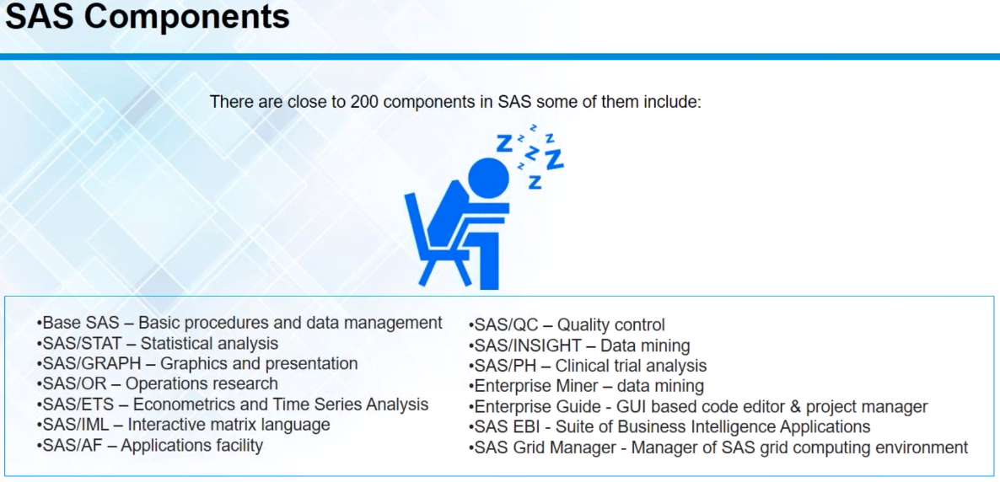 SAS Components
There are close to 200 components in SAS some of them include:
z
z z
z
z z
z
z
z
•Base SAS – Basic procedures and data management
•SAS/STAT – Statistical analysis
•SAS/GRAPH – Graphics and presentation
•SAS/OR – Operations research
•SAS/ETS – Econometrics and Time Series Analysis
•SAS/IML – Interactive matrix language
•SAS/AF – Applications facility
•SAS/QC – Quality control
•SAS/INSIGHT – Data mining
•SAS/PH – Clinical trial analysis
•Enterprise Miner – data mining
•Enterprise Guide - GUI based code editor & project manager
•SAS EBI - Suite of Business Intelligence Applications
•SAS Grid Manager - Manager of SAS grid computing environment